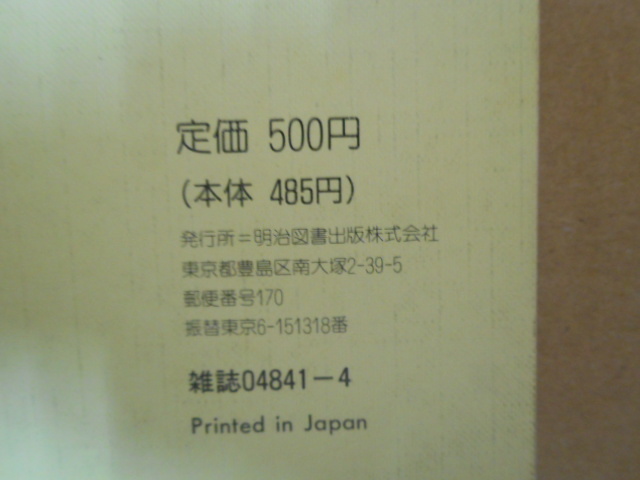 定価 500円
(本体 485円)
発行所=明治図書出版株式会社
東京都豊島区南大塚2-39-5
郵便番号170
振替東京6-151318番
雑誌04841-4
Printed in Japan